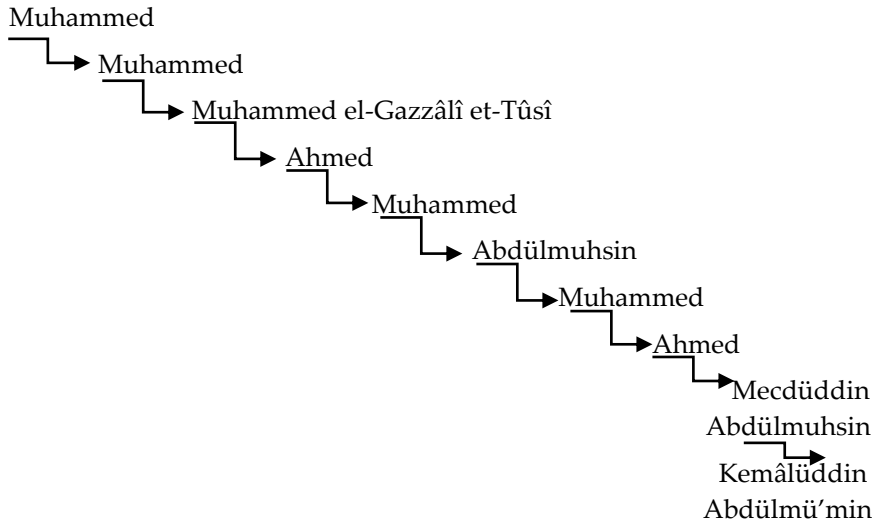 Muhammed
Muhammed
Muhammed el-Gazzâlî et-Tûsî
Ahmed
Muhammed
Abdülmuhsin
Muhammed
Ahmed
Mecdüddin
Abdülmuhsin
Kemâlüddin
Abdülmü'min